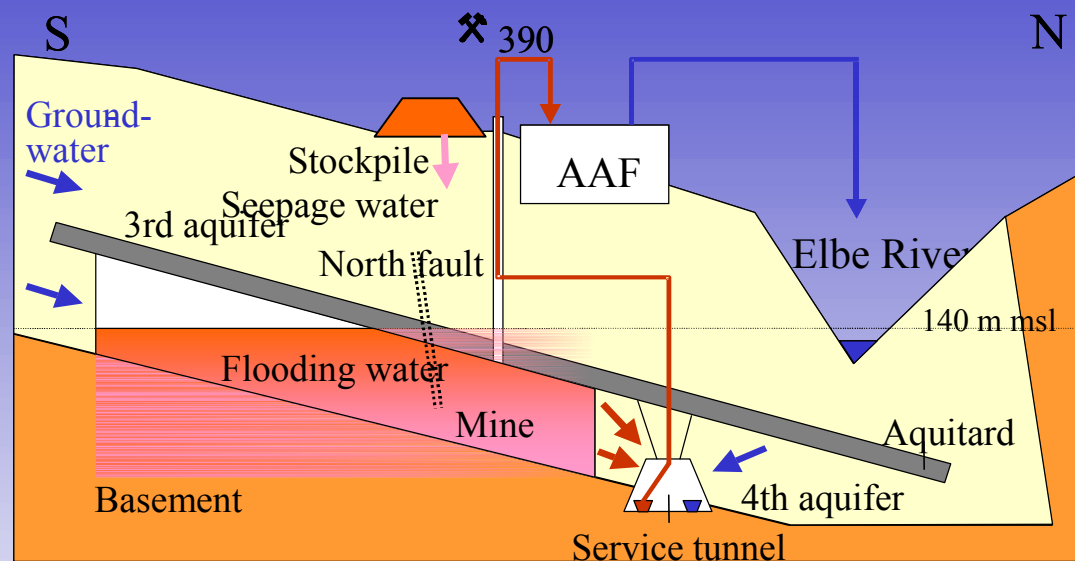 S
⚒ 390
N
Ground-
water
Stockpile
AAF
Seepage water
3rd aquifer
North fault
Elbe River
140 m msl
Flooding water
Mine
Aquitard
Basement
4th aquifer
Service tunnel